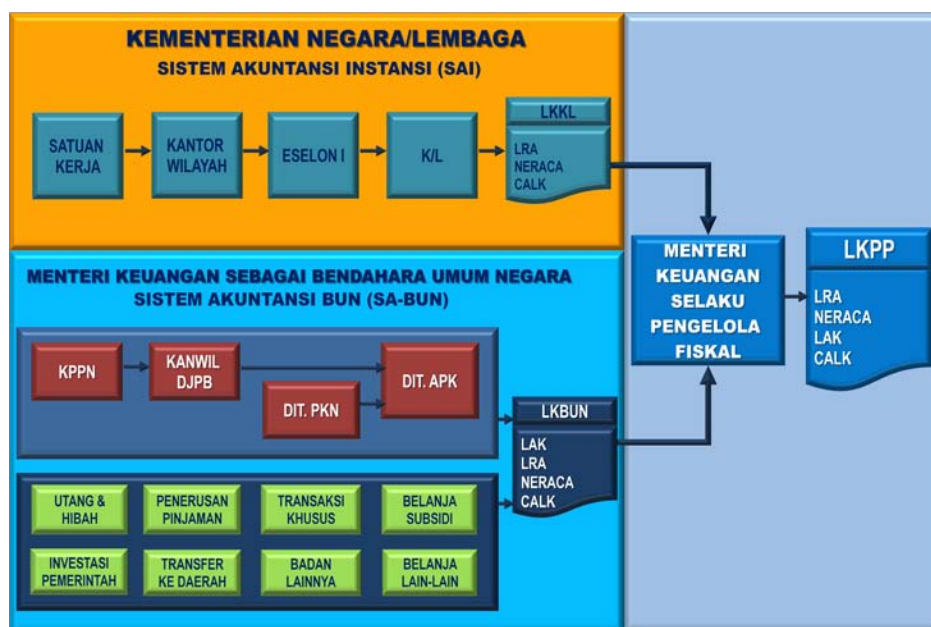 KEMENTERIAN NEGARA/LEMBAGA
SISTEM AKUNTANSI INSTANSI (SAI)
SATUAN
KERJA
KANTOR
WILAYAH
ESELON I
K/L
LKKL
LRA
NERACA
CALK
MENTERI KEUANGAN SEBAGAI BENDAHARA UMUM NEGARA
SISTEM AKUNTANSI BUN (SA-BUN)
KPPN
KANWIL
DJPB
DIT. PKN
DIT. APK
LKBUN
LAK
LRA
NERACA
CALK
UTANG &
HIBAH
PENERUSAN
PINJAMAN
TRANSAKSI
KHUSUS
BELANJA
SUBSIDI
INVESTASI
PEMERINTAH
TRANSFER
KE DAERAH
BADAN
LAINNYA
BELANJA
LAIN-LAIN
MENTERI
KEUANGAN
SELAKU
PENGELOLA
FISKAL
LKPP
LRA
NERACA
LAK
CALK